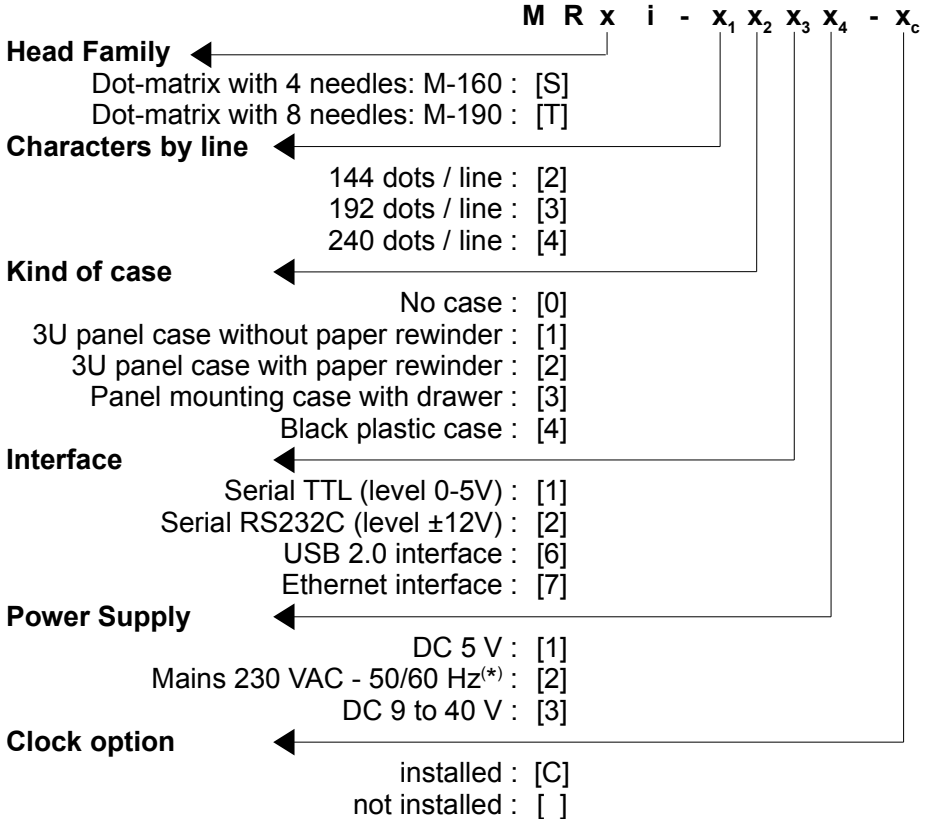 M R x i - x₁ x₂ x₃ x₄ - x꜀
Head Family
Dot-matrix with 4 needles: M-160 : [S]
Dot-matrix with 8 needles: M-190 : [T]
Characters by line
144 dots / line : [2]
192 dots / line : [3]
240 dots / line : [4]
Kind of case
No case : [0]
3U panel case without paper rewinder : [1]
3U panel case with paper rewinder : [2]
Panel mounting case with drawer : [3]
Black plastic case : [4]
Interface
Serial TTL (level 0-5V) : [1]
Serial RS232C (level ±12V) : [2]
USB 2.0 interface : [6]
Ethernet interface : [7]
Power Supply
DC 5 V : [1]
Mains 230 VAC - 50/60 Hz(*) : [2]
DC 9 to 40 V : [3]
Clock option
installed : [C]
not installed : [ ]